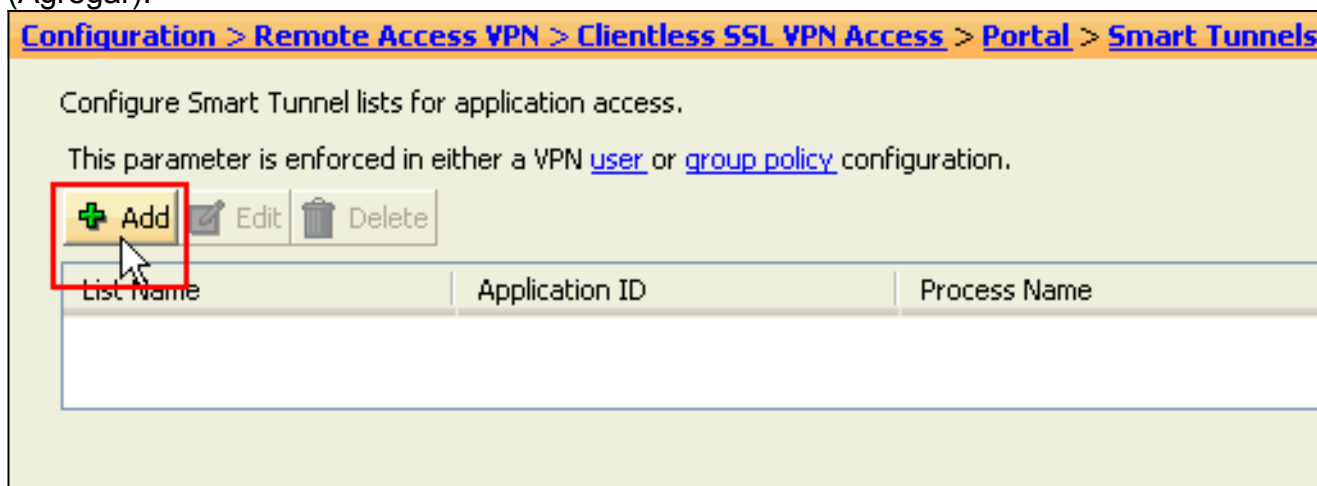 (Agregar).
Configuration > Remote Access VPN > Clientless SSL VPN Access > Portal > Smart Tunnels
Configure Smart Tunnel lists for application access.
This parameter is enforced in either a VPN user or group policy configuration.
Add Edit Delete
List Name Application ID Process Name